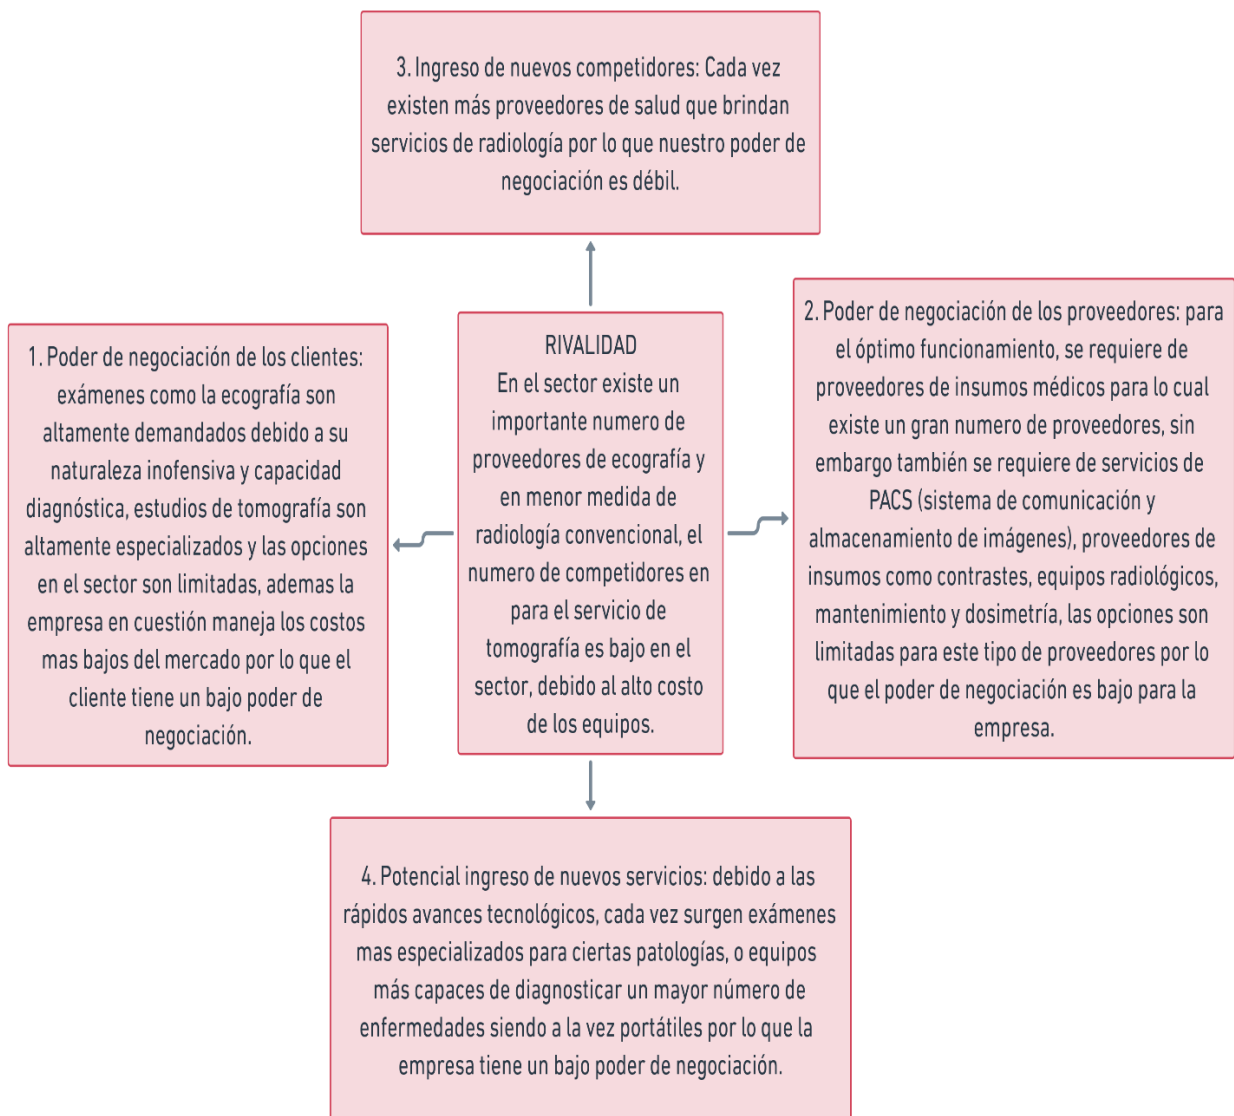 3. Ingreso de nuevos competidores: Cada vez
existen más proveedores de salud que brindan
servicios de radiología por lo que nuestro poder de
negociación es débil.
1. Poder de negociación de los clientes:
exámenes como la ecografía son
altamente demandados debido a su
naturaleza inofensiva y capacidad
diagnóstica, estudios de tomografía son
altamente especializados y las opciones
en el sector son limitadas, ademas la
empresa en cuestión maneja los costos
mas bajos del mercado por lo que el
cliente tiene un bajo poder de
negociación.
RIVALIDAD
En el sector existe un
importante numero de
proveedores de ecografía y
en menor medida de
radiología convencional, el
numero de competidores en
para el servicio de
tomografía es bajo en el
sector, debido al alto costo
de los equipos.
2. Poder de negociación de los proveedores: para
el óptimo funcionamiento, se requiere de
proveedores de insumos médicos para lo cual
existe un gran numero de proveedores, sin
embargo también se requiere de servicios de
PACS (sistema de comunicación y
almacenamiento de imágenes), proveedores de
insumos como contrastes, equipos radiológicos,
mantenimiento y dosimetría, las opciones son
limitadas para este tipo de proveedores por lo
que el poder de negociación es bajo para la
empresa.
4. Potencial ingreso de nuevos servicios: debido a las
rápidos avances tecnológicos, cada vez surgen exámenes
mas especializados para ciertas patologías, o equipos
más capaces de diagnosticar un mayor número de
enfermedades siendo a la vez portátiles por lo que la
empresa tiene un bajo poder de negociación.